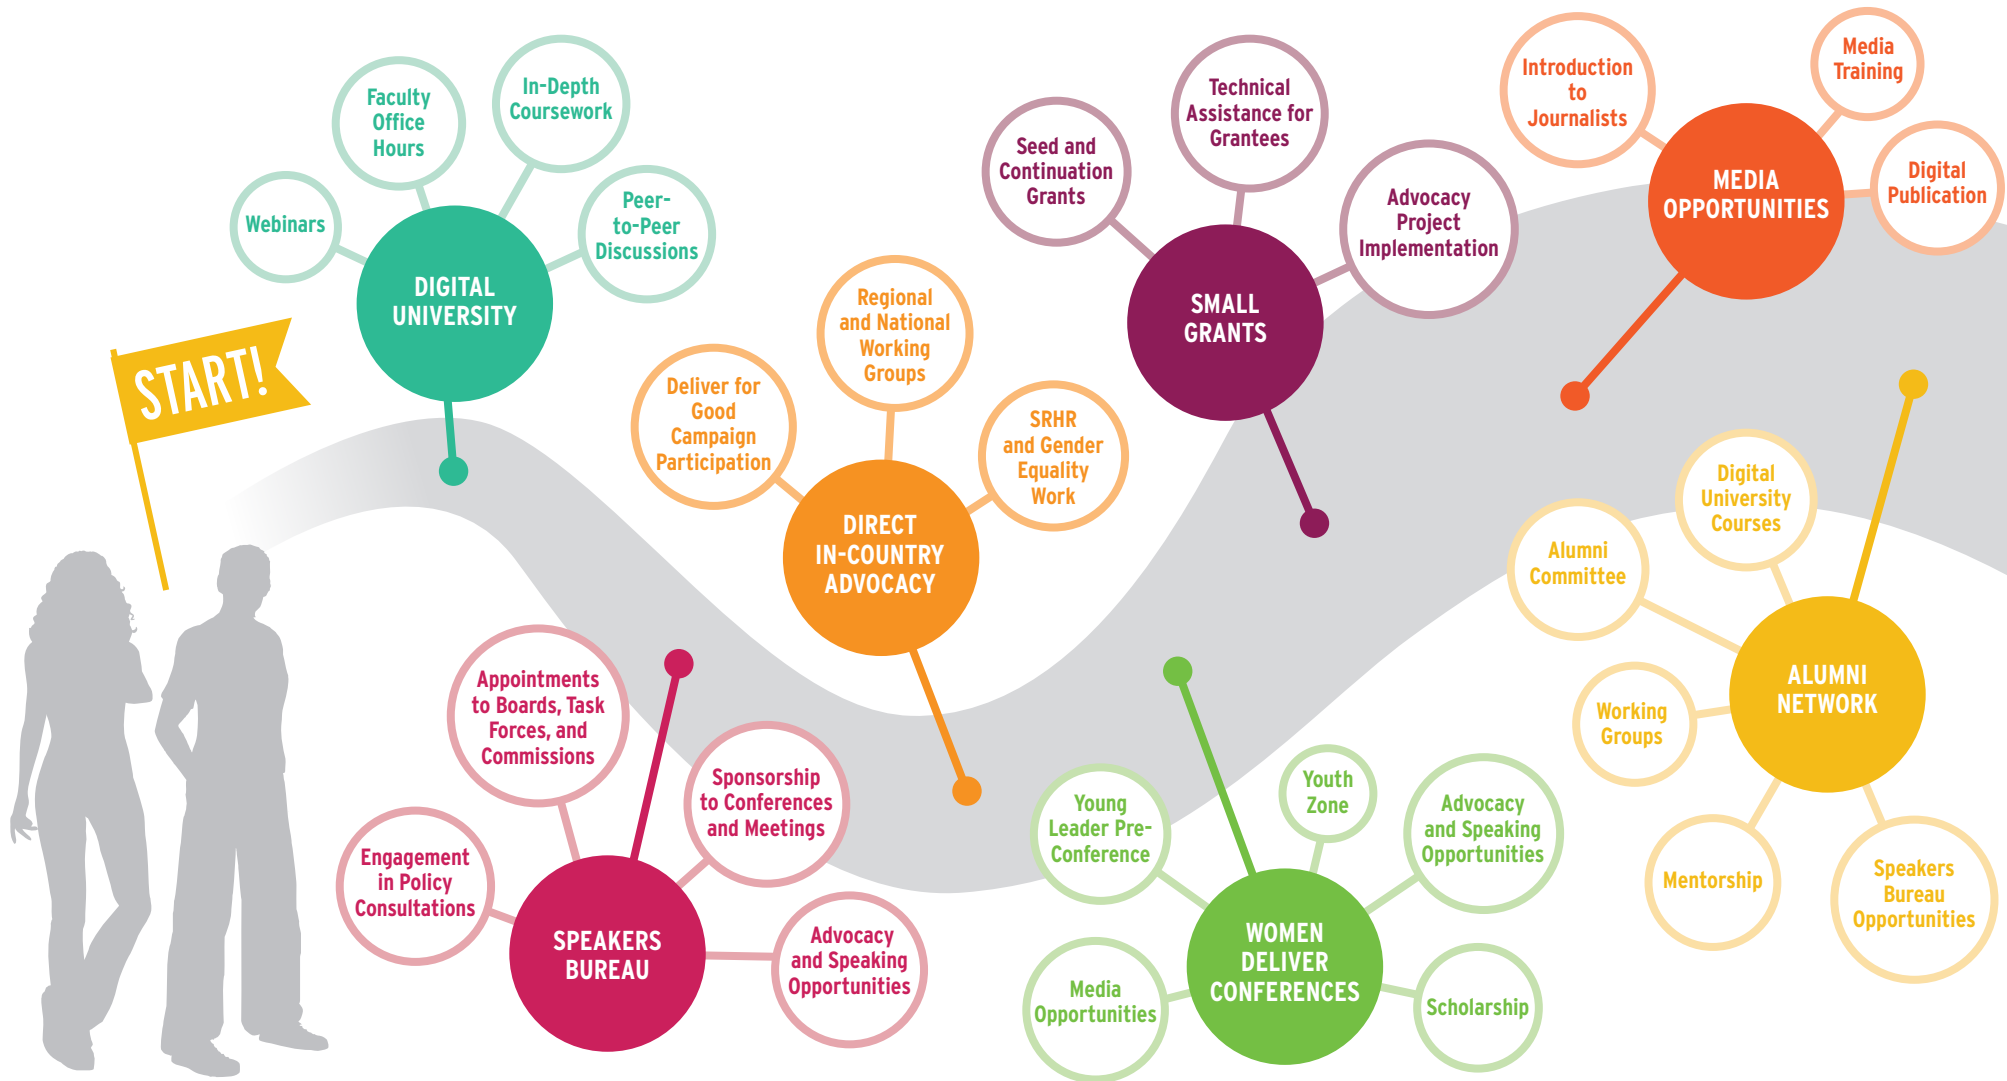 START!
Webinars
Faculty
Office
Hours
In-Depth
Coursework
Peer-
to-Peer
Discussions
DIGITAL
UNIVERSITY
Appointments
to Boards, Task
Forces, and
Commissions
Engagement
in Policy
Consultations
Sponsorship
to Conferences
and Meetings
Advocacy
and Speaking
Opportunities
SPEAKERS
BUREAU
Deliver for
Good
Campaign
Participation
Regional
and National
Working
Groups
SRHR
and Gender
Equality
Work
DIRECT
IN-COUNTRY
ADVOCACY
Young
Leader Pre-
Conference
Youth
Zone
Advocacy
and Speaking
Opportunities
Media
Opportunities
Scholarship
WOMEN
DELIVER
CONFERENCES
Seed and
Continuation
Grants
Technical
Assistance for
Grantees
Advocacy
Project
Implementation
SMALL
GRANTS
Introduction
to
Journalists
Media
Training
Digital
Publication
MEDIA
OPPORTUNITIES
Digital
University
Courses
Alumni
Committee
Working
Groups
Mentorship
Speakers
Bureau
Opportunities
ALUMNI
NETWORK